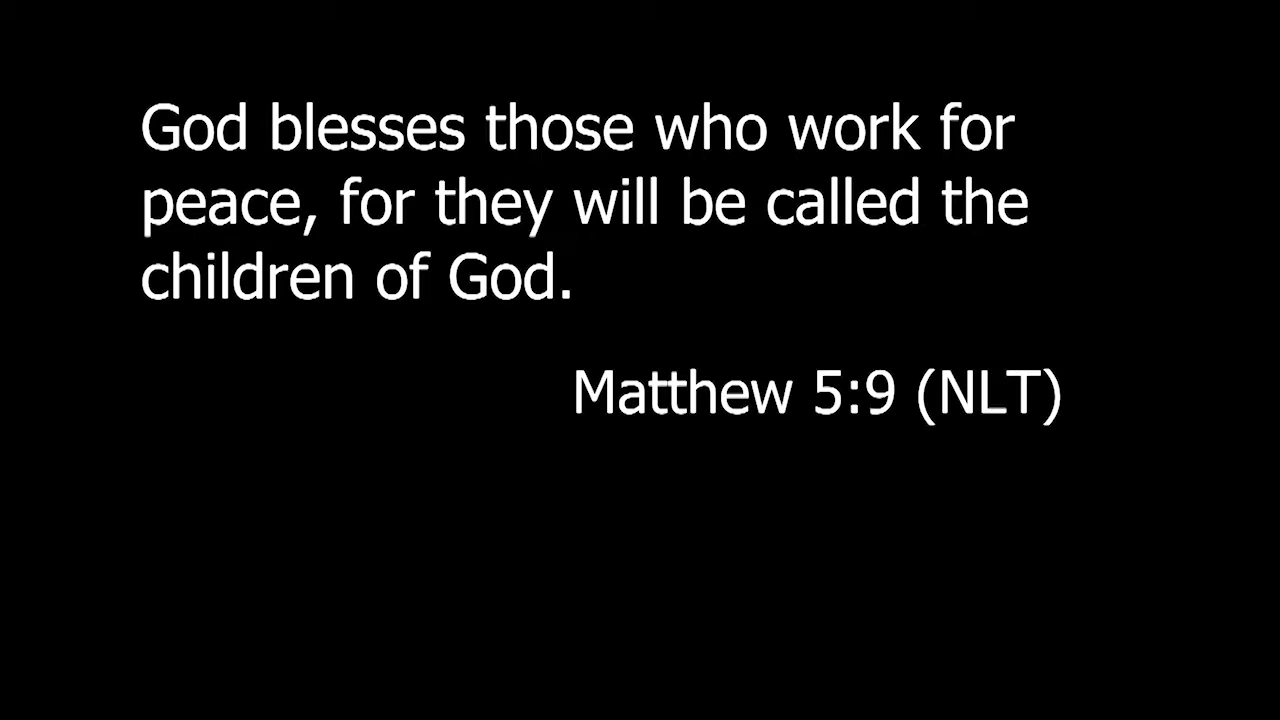 God blesses those who work for
peace, for they will be called the
children of God.
Matthew 5:9 (NLT)